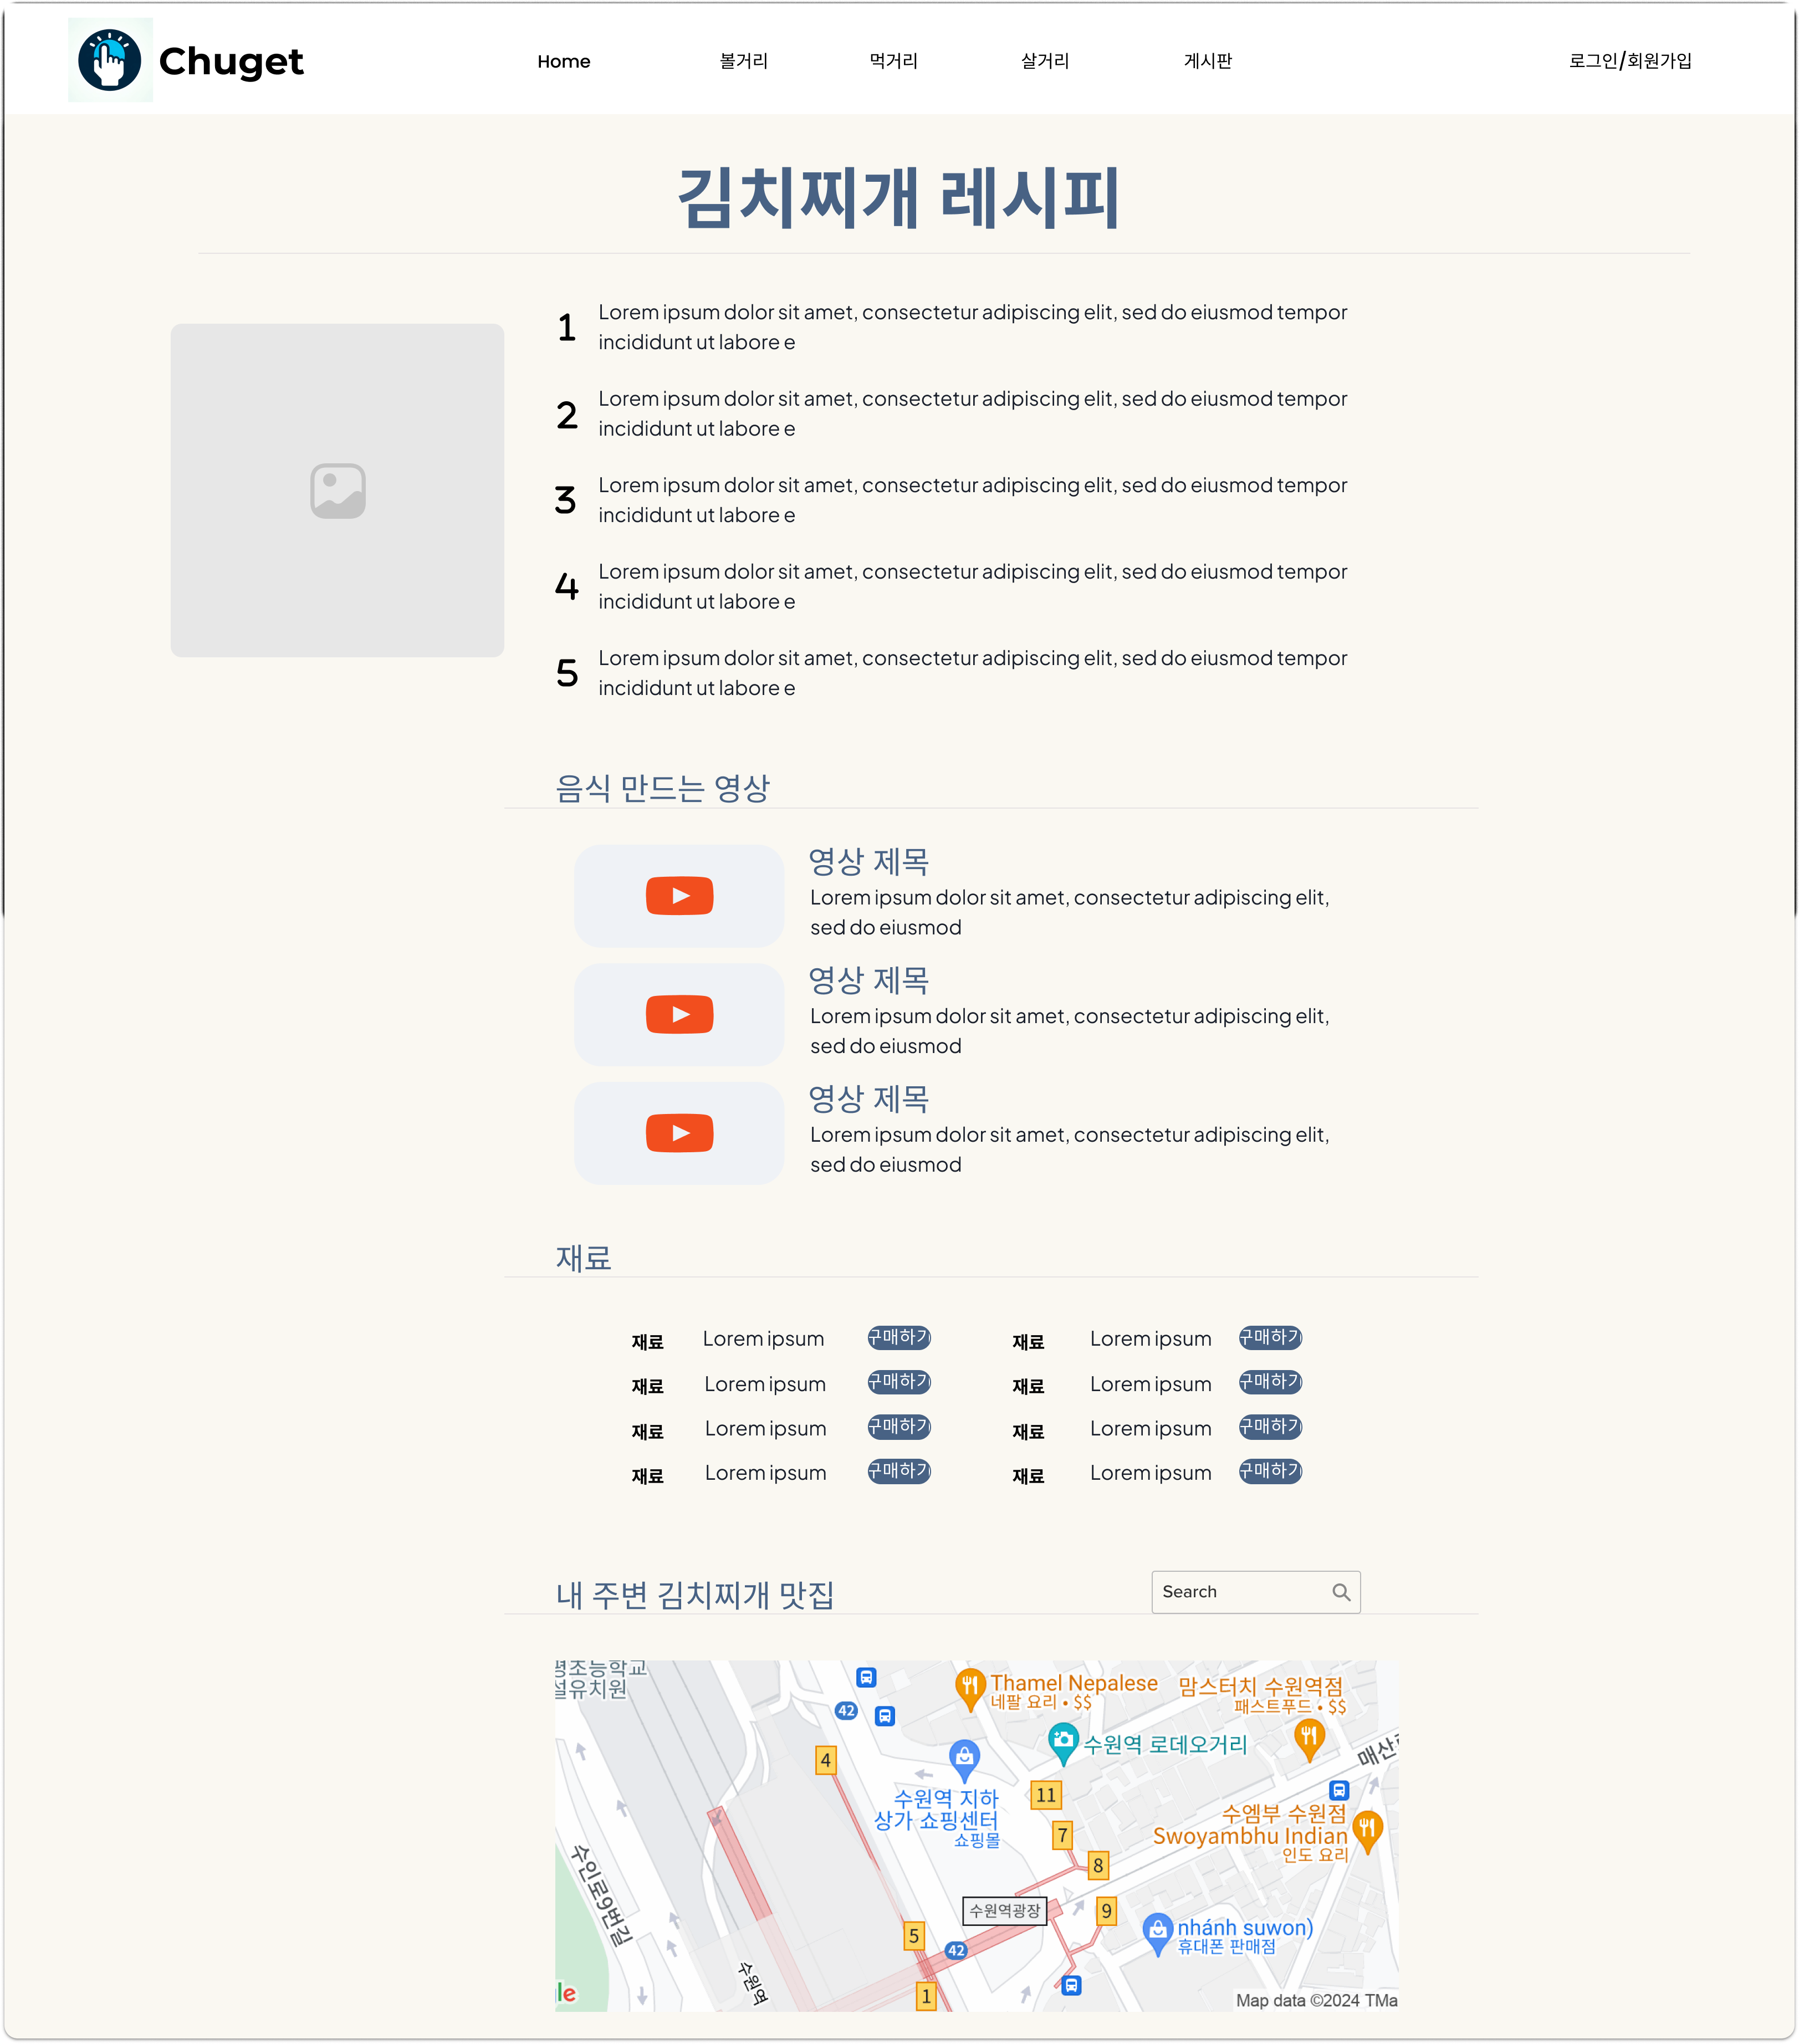 Chuget
Home
볼거리
먹거리
살거리
게시판
로그인/회원가입
김치찌개 레시피
1
Lorem ipsum dolor sit amet, consectetur adipiscing elit, sed do eiusmod tempor
incididunt ut labore e
2
Lorem ipsum dolor sit amet, consectetur adipiscing elit, sed do eiusmod tempor
incididunt ut labore e
3
Lorem ipsum dolor sit amet, consectetur adipiscing elit, sed do eiusmod tempor
incididunt ut labore e
4
Lorem ipsum dolor sit amet, consectetur adipiscing elit, sed do eiusmod tempor
incididunt ut labore e
5
Lorem ipsum dolor sit amet, consectetur adipiscing elit, sed do eiusmod tempor
incididunt ut labore e
음식 만드는 영상
영상 제목
Lorem ipsum dolor sit amet, consectetur adipiscing elit,
sed do eiusmod
영상 제목
Lorem ipsum dolor sit amet, consectetur adipiscing elit,
sed do eiusmod
영상 제목
Lorem ipsum dolor sit amet, consectetur adipiscing elit,
sed do eiusmod
재료
재료 Lorem ipsum 구매하기 재료 Lorem ipsum 구매하기
재료 Lorem ipsum 구매하기 재료 Lorem ipsum 구매하기
재료 Lorem ipsum 구매하기 재료 Lorem ipsum 구매하기
재료 Lorem ipsum 구매하기 재료 Lorem ipsum 구매하기
내 주변 김치찌개 맛집
Search
초등학교
설유치원
42
Thamel Nepalese
네팔 요리 • $$
맘스터치 수원역점
패스트푸드 • $$
4
수원역 로데오거리
매산
수원역 지하
상가 쇼핑센터
쇼핑몰
11
7
8
수엠부 수원점
Swoyambhu Indian
인도 요리
수인로9번길
수원역광장
9
5
42
nhánh suwon)
휴대폰 판매점
수원역
le
1
Map data ©2024 TMa